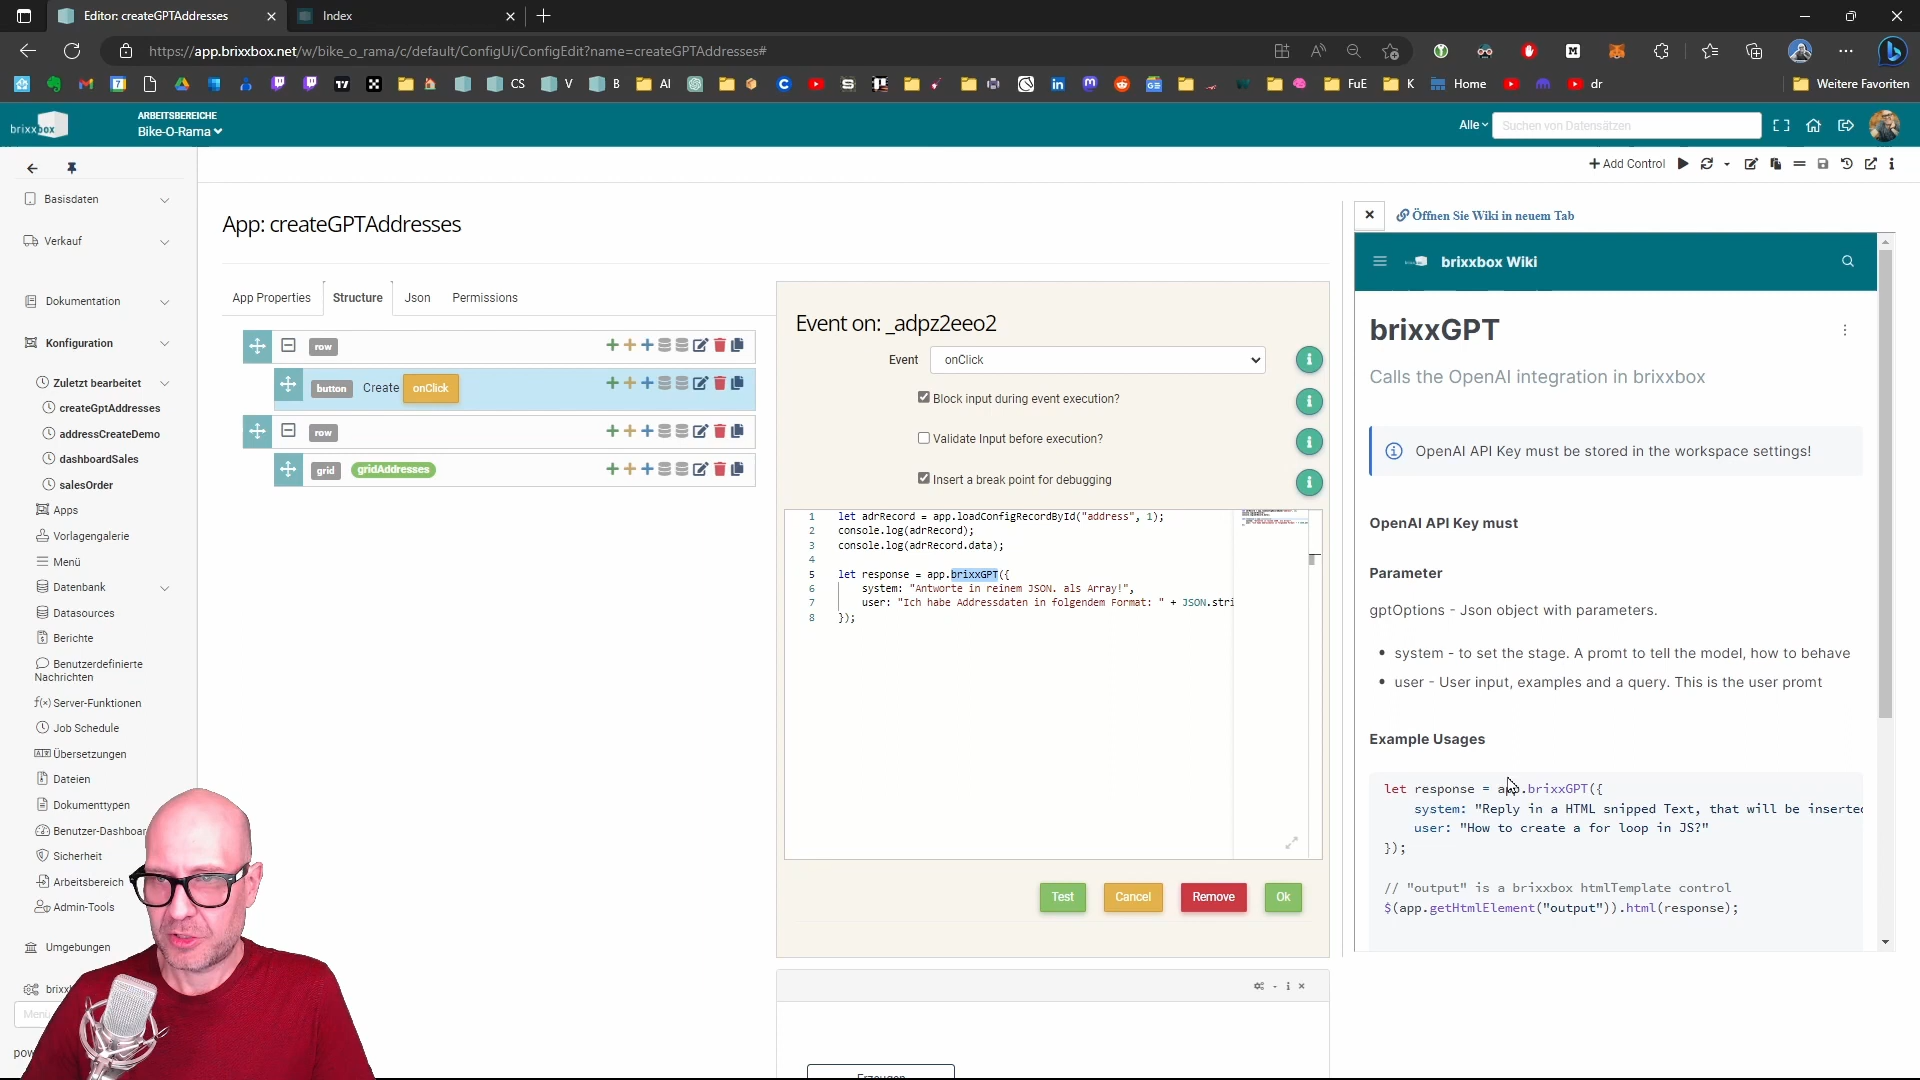 Editor: createGPTAddresses
Index
https://app.brixxbox.net/w/bike_o_rama/c/default/ConfigUi/ConfigEdit?name=createGPTAddresses#
CS
V
B
AI
FuE
K
Home
dr
Weitere Favoriten
brixxbox
ARBEITSBEREICHE
Bike-O-Rama
Alle
Suchen von Datensätzen
Add Control
Basisdaten
Verkauf
Dokumentation
Konfiguration
Zuletzt bearbeitet
createGptAddresses
addressCreateDemo
dashboardSales
salesOrder
Apps
Vorlagengalerie
Menü
Datenbank
Datasources
Berichte
Benutzerdefinierte
Nachrichten
f(x) Server-Funktionen
Job Schedule
Übersetzungen
Dateien
Dokumenttypen
Benutzer-Dashboar
Sicherheit
Arbeitsbereich
Admin-Tools
Umgebungen
brixx
Menü
pow
App: createGPTAddresses
App Properties
Structure
Json
Permissions
row
button Create onClick
row
grid gridAddresses
Event on: _adpz2eeo2
Event
onClick
Block input during event execution?
Validate Input before execution?
Insert a break point for debugging
1 let adrRecord = app.loadConfigRecordById("address", 1);
2 console.log(adrRecord);
3 console.log(adrRecord.data);
4
5 let response = app.brixxGPT({
6 system: "Antworte in reinem JSON. als Array!",
7 user: "Ich habe Addressdaten in folgendem Format: " + JSON.stri
8 });
Test
Cancel
Remove
Ok
Erzeugen
Öffnen Sie Wiki in neuem Tab
brixxbox Wiki
brixxGPT
Calls the OpenAI integration in brixxbox
OpenAI API Key must be stored in the workspace settings!
OpenAI API Key must
Parameter
gptOptions - Json object with parameters.
• system - to set the stage. A promt to tell the model, how to behave
• user - User input, examples and a query. This is the user promt
Example Usages
let response = app.brixxGPT({
system: "Reply in a HTML snipped Text, that will be inserted
user: "How to create a for loop in JS?"
});
// "output" is a brixxbox htmlTemplate control
$(app.getHtmlElement("output")).html(response);